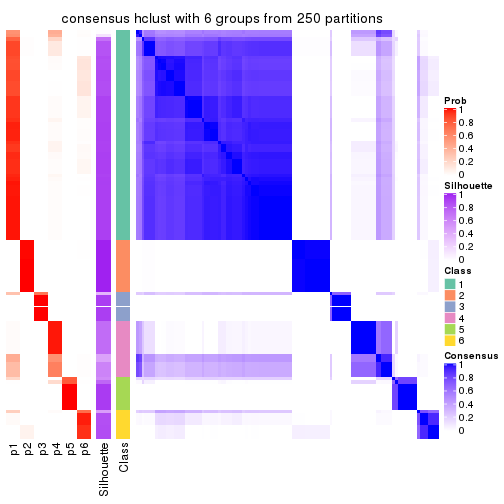 consensus hclust with 6 groups from 250 partitions
Prob
1
0.8
0.6
0.4
0.2
0
Silhouette
1
0.8
0.6
0.4
0.2
0
Class
1
2
3
4
5
6
Consensus
1
0.8
0.6
0.4
0.2
0
p1
p2
p3
p4
p5
p6
Silhouette
Class